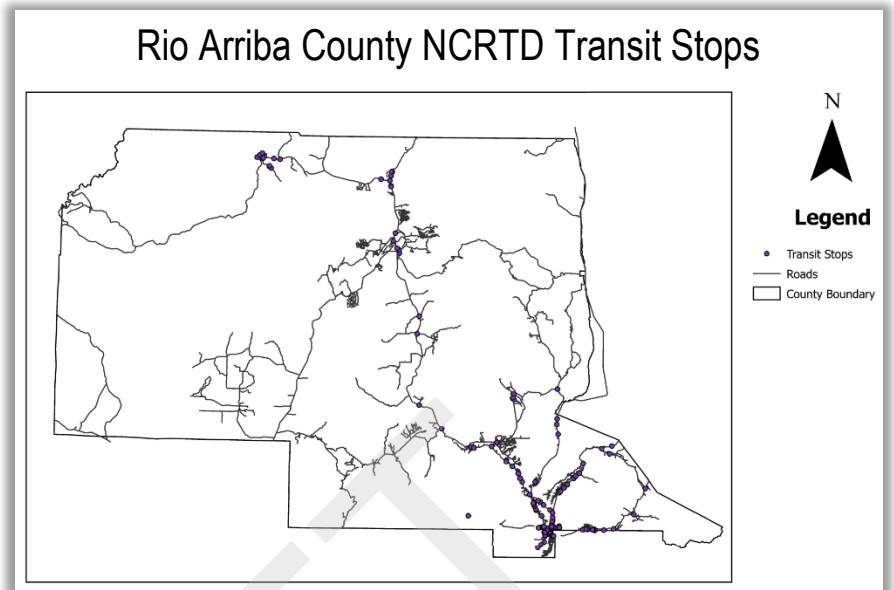 Rio Arriba County NCRTD Transit Stops
N
Legend
Transit Stops
Roads
County Boundary